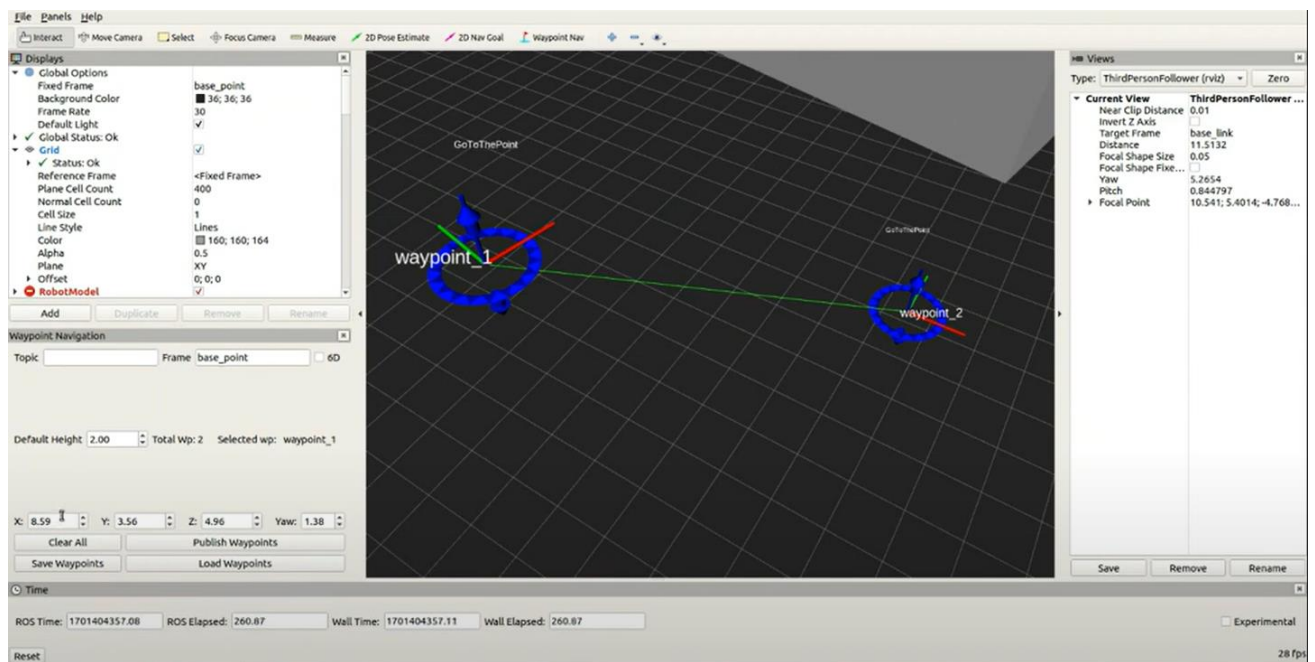 File Panels Help
Interact Move Camera Select Focus Camera Measure 2D Pose Estimate 2D Nav Goal Waypoint Nav
Displays
Global Options
Fixed Frame base_point
Background Color 36; 36; 36
Frame Rate 30
Default Light
Global Status: Ok
Grid
Status: Ok
Reference Frame <Fixed Frame>
Plane Cell Count 400
Normal Cell Count 0
Cell Size 1
Line Style Lines
Color 160; 160; 164
Alpha 0.5
Plane XY
Offset 0; 0; 0
RobotModel
Add Duplicate Remove Rename
Waypoint Navigation
Topic Frame base_point 6D
Default Height 2.00 Total Wp: 2 Selected wp: waypoint_1
X: 8.59 Y: 3.56 Z: 4.96 Yaw: 1.38
Clear All Publish Waypoints
Save Waypoints Load Waypoints
GoToThePoint
waypoint_1
GoToThePoint
waypoint_2
Views
Type: ThirdPersonFollower (rviz) Zero
Current View ThirdPersonFollower ...
Near Clip Distance 0.01
Invert Z Axis
Target Frame base_link
Distance 11.5132
Focal Shape Size 0.05
Focal Shape Fixe...
Yaw 5.2654
Pitch 0.844797
Focal Point 10.541; 5.4014; -4.768...
Save Remove Rename
Time
ROS Time: 1701404357.08 ROS Elapsed: 260.87 Wall Time: 1701404357.11 Wall Elapsed: 260.87 Experimental
Reset 28 fps